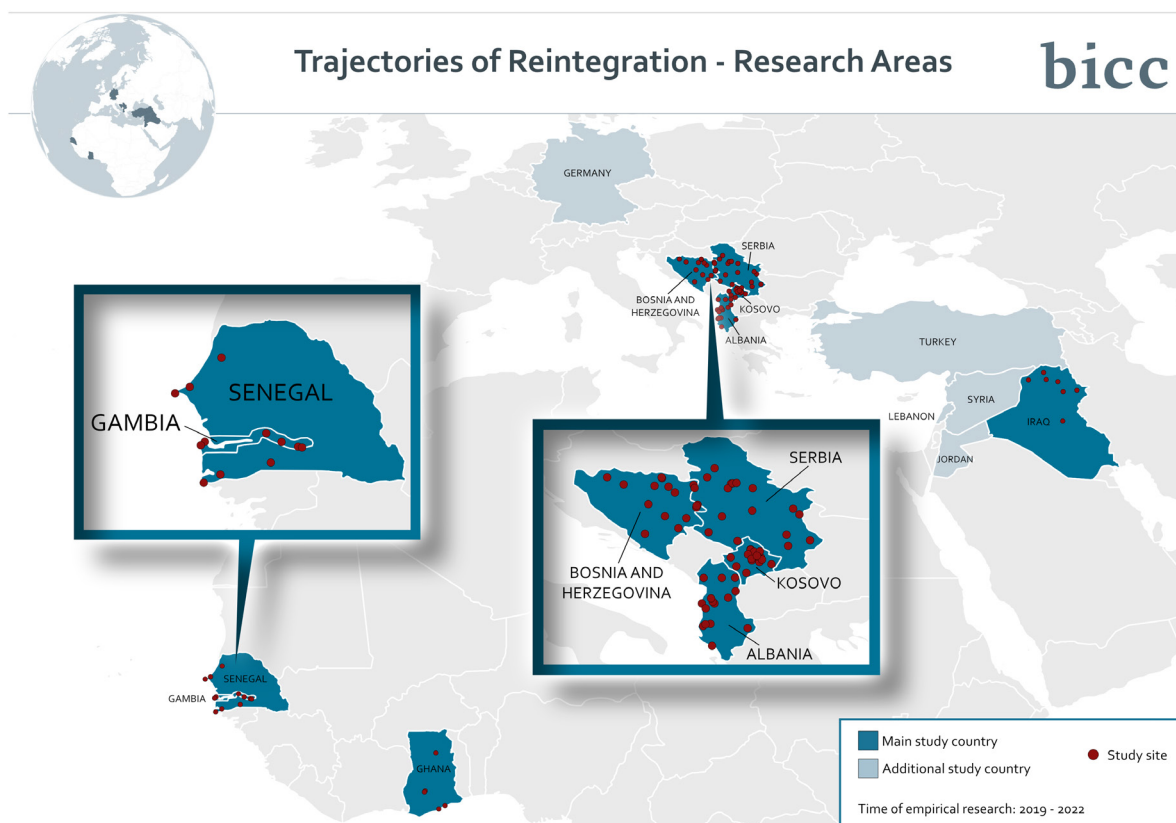 Trajectories of Reintegration - Research Areas
bicc
GERMANY
SERBIA
BOSNIA AND
HERZEGOVINA
KOSOVO
ALBANIA
TURKEY
SYRIA
LEBANON
IRAQ
JORDAN
SENEGAL
GAMBIA
SERBIA
BOSNIA AND
HERZEGOVINA
KOSOVO
ALBANIA
SENEGAL
GAMBIA
GHANA
Main study country
Additional study country
Study site
Time of empirical research: 2019 - 2022